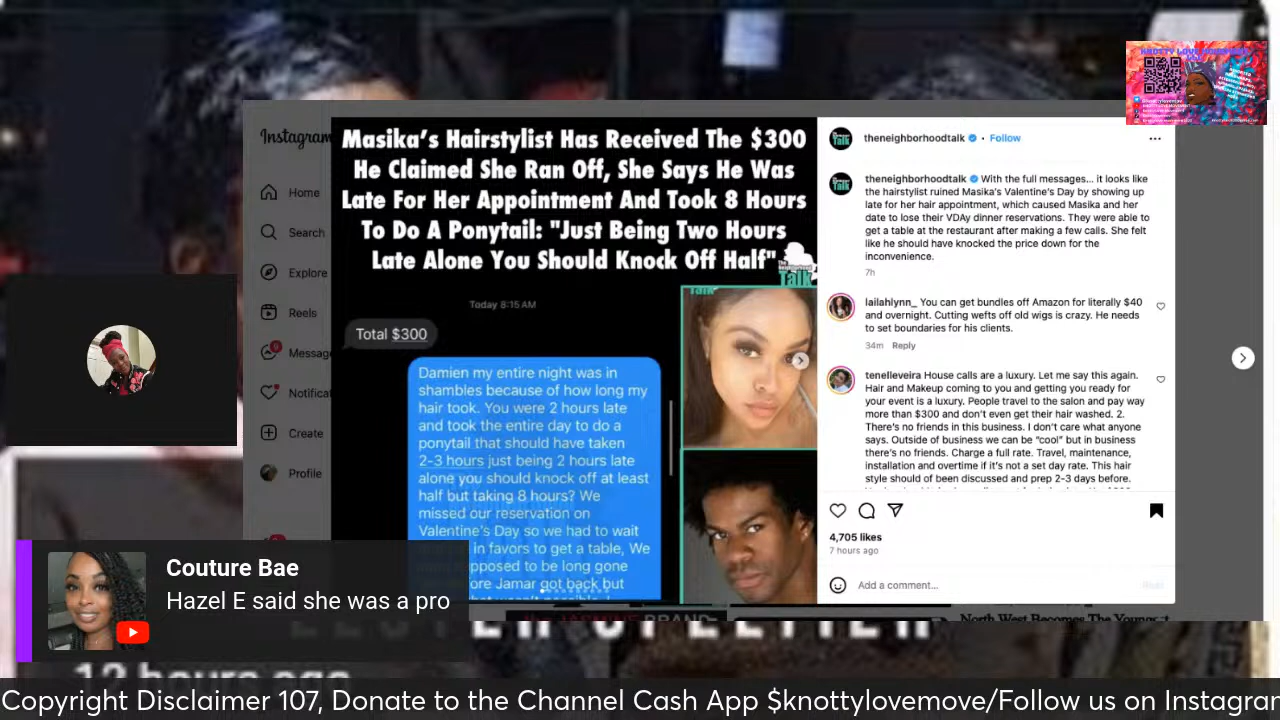 Instagram
Home
Search
Explore
Reels
Messag
Notificat
Create
Profile
Masika's Hairstylist Has Received The $300
He Claimed She Ran Off, She Says He Was
Late For Her Appointment And Took 8 Hours
To Do A Ponytail: "Just Being Two Hours
Late Alone You Should Knock Off Half"
Talk
Today 8:15 AM
Total $300
Damien my entire night was in
shambles because of how long my
hair took. You were 2 hours late
and took the entire day to do a
ponytail that should have taken
2-3 hours just being 2 hours late
alone you should knock off at least
half but taking 8 hours? We
missed our reservation on
Valentine's Day so we had to wait
in favors to get a table, We
pposed to be long gone
ore Jamar got back but
Talk
theneighborhoodtalk • Follow
theneighborhoodtalk With the full messages... it looks like
the hairstylist ruined Masika's Valentine's Day by showing up
late for her hair appointment, which caused Masika and her
date to lose their VDAy dinner reservations. They were able to
get a table at the restaurant after making a few calls. She felt
like he should have knocked the price down for the
inconvenience.
7h
lailahlynn_ You can get bundles off Amazon for literally $40
and overnight. Cutting wefts off old wigs is crazy. He needs
to set boundaries for his clients.
34m Reply
tenelleveira House calls are a luxury. Let me say this again.
Hair and Makeup coming to you and getting you ready for
your event is a luxury. People travel to the salon and pay way
more than $300 and don't even get their hair washed. 2.
There's no friends in this business. I don't care what anyone
says. Outside of business we can be "cool" but in business
there's no friends. Charge a full rate. Travel, maintenance,
installation and overtime if it's not a set day rate. This hair
style should of been discussed and prep 2-3 days before.
4,705 likes
7 hours ago
Add a comment...
Post
Couture Bae
Hazel E said she was a pro
BRAND
North West Becomes The Youngest
12 hours ago
Copyright Disclaimer 107, Donate to the Channel Cash App $knottylovemove/Follow us on Instagram